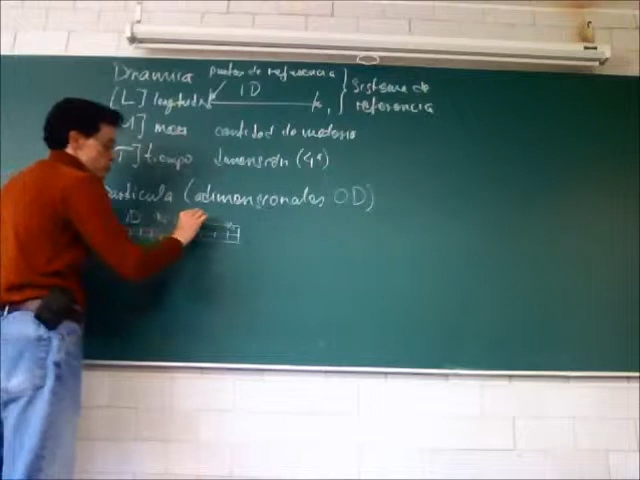 Dinamica puntos de referencia
[L] longitud 1D Sistema de
referencia
M] masa cantidad de materia
T] tiempo dimensión (4ª)
Particula (adimensionales 0D)
1D